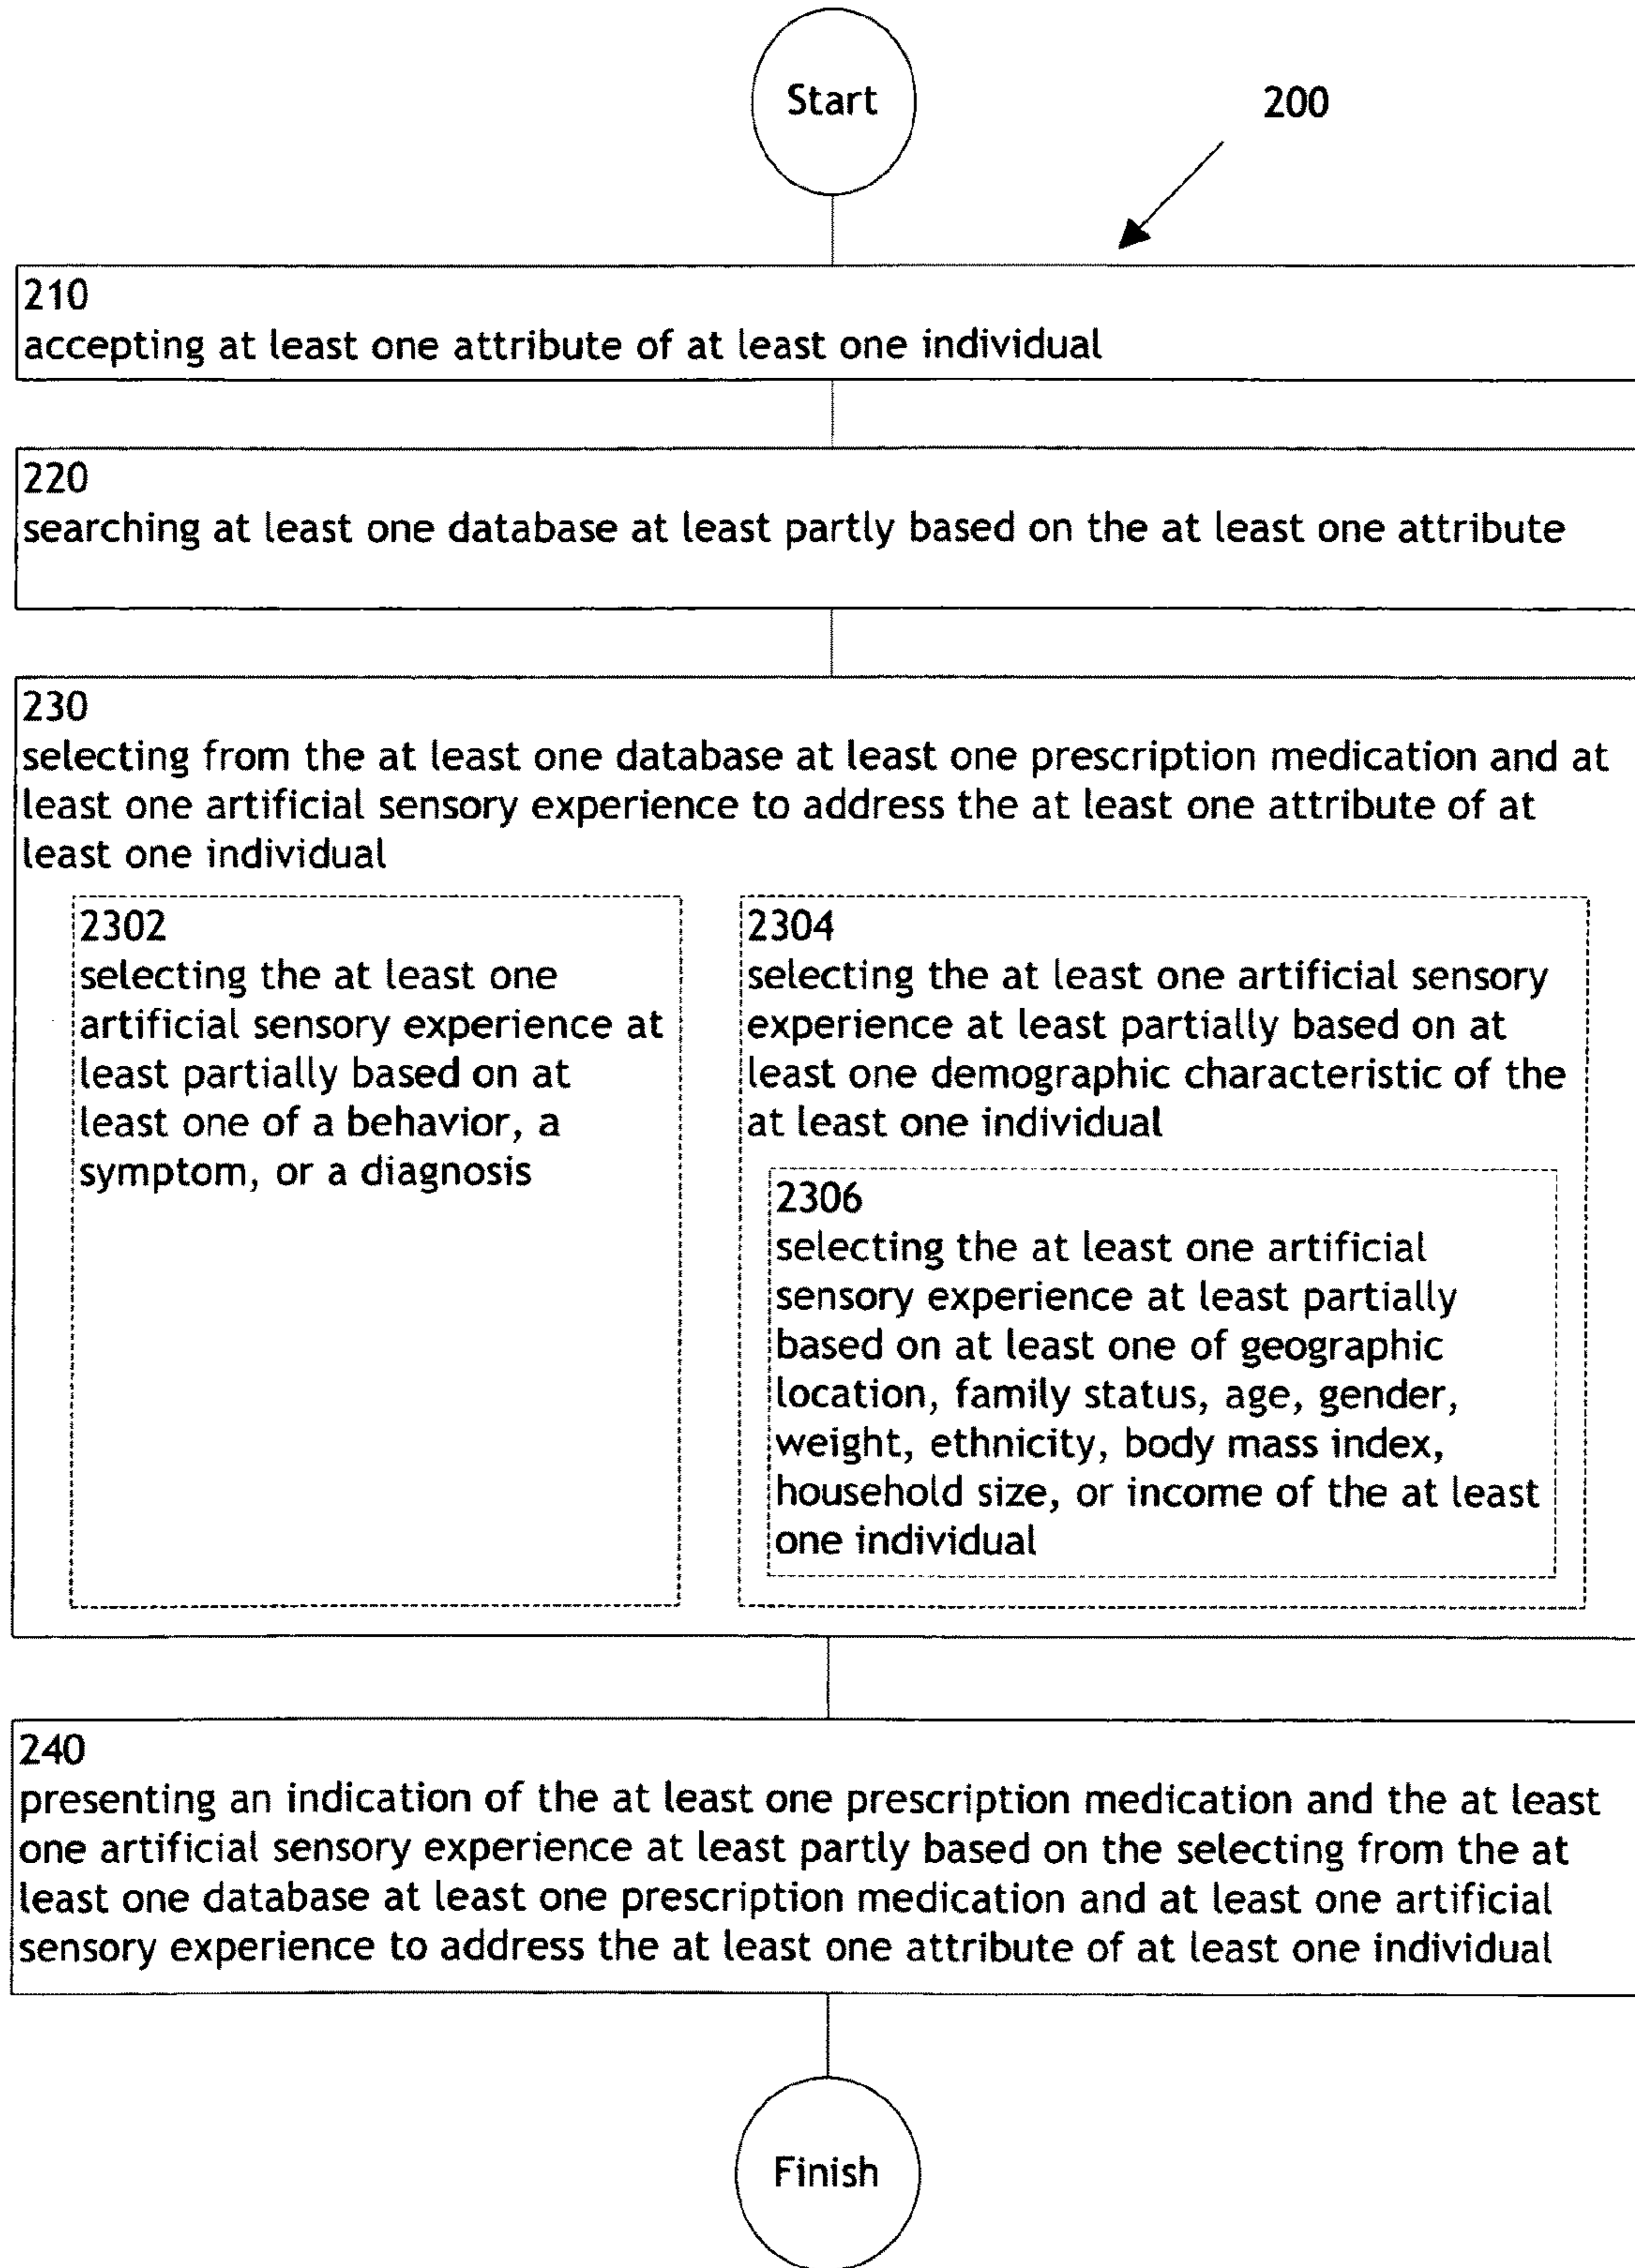 Start
200
210
accepting at least one attribute of at least one individual
220
searching at least one database at least partly based on the at least one attribute
230
selecting from the at least one database at least one prescription medication and at
least one artificial sensory experience to address the at least one attribute of at
least one individual
2302
selecting the at least one
artificial sensory experience at
least partially based on at
least one of a behavior, a
symptom, or a diagnosis
2304
selecting the at least one artificial sensory
experience at least partially based on at
least one demographic characteristic of the
at least one individual
2306
selecting the at least one artificial
sensory experience at least partially
based on at least one of geographic
location, family status, age, gender,
weight, ethnicity, body mass index,
household size, or income of the at least
one individual
240
presenting an indication of the at least one prescription medication and the at least
one artificial sensory experience at least partly based on the selecting from the at
least one database at least one prescription medication and at least one artificial
sensory experience to address the at least one attribute of at least one individual
Finish